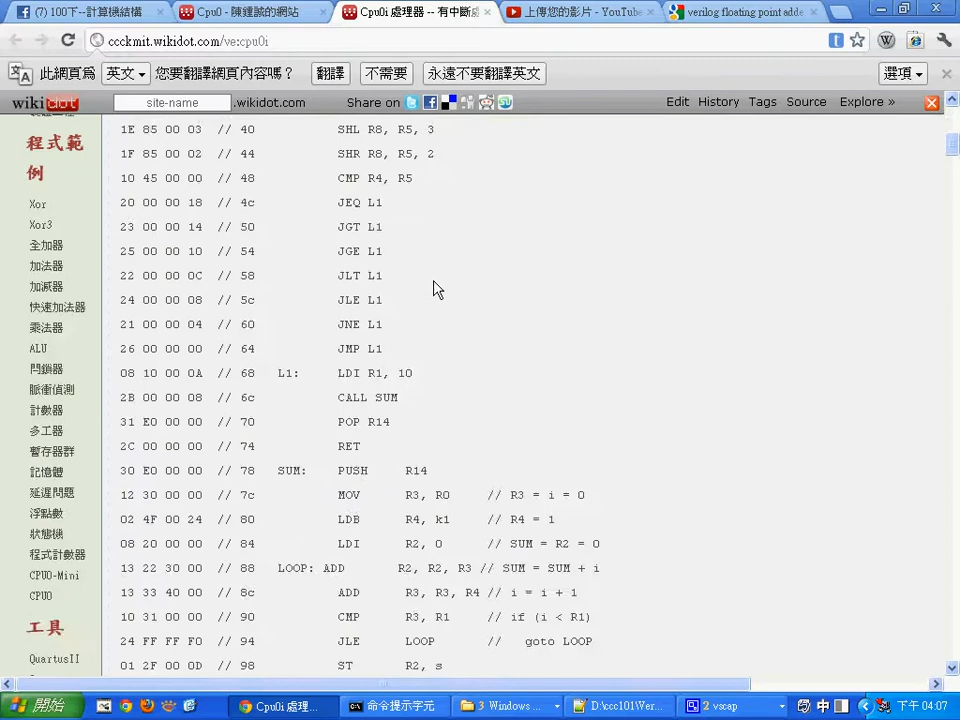 (7) 100下--計算機結構
Cpu0 - 陳鍾誠的網站
Cpu0i 處理器 -- 有中斷處
上傳您的影片 - YouTube
verilog floating point adde
ccckmit.wikidot.com/ve:cpu0i
此網頁為 英文 您要翻譯網頁內容嗎？ 翻譯 不需要 永遠不要翻譯英文 選項
wikidot site-name .wikidot.com Share on Edit History Tags Source Explore »
程式範例
Xor
Xor3
全加器
加法器
加減器
快速加法器
乘法器
ALU
閂鎖器
脈衝偵測
計數器
多工器
暫存器群
記憶體
延遲問題
浮點數
狀態機
程式計數器
CPU0-Mini
CPU0
工具
QuartusII
1E 85 00 03 // 40 SHL R8, R5, 3
1F 85 00 02 // 44 SHR R8, R5, 2
10 45 00 00 // 48 CMP R4, R5
20 00 00 18 // 4c JEQ L1
23 00 00 14 // 50 JGT L1
25 00 00 10 // 54 JGE L1
22 00 00 0C // 58 JLT L1
24 00 00 08 // 5c JLE L1
21 00 00 04 // 60 JNE L1
26 00 00 00 // 64 JMP L1
08 10 00 0A // 68 L1: LDI R1, 10
2B 00 00 08 // 6c CALL SUM
31 E0 00 00 // 70 POP R14
2C 00 00 00 // 74 RET
30 E0 00 00 // 78 SUM: PUSH R14
12 30 00 00 // 7c MOV R3, R0 // R3 = i = 0
02 4F 00 24 // 80 LDB R4, k1 // R4 = 1
08 20 00 00 // 84 LDI R2, 0 // SUM = R2 = 0
13 22 30 00 // 88 LOOP: ADD R2, R2, R3 // SUM = SUM + i
13 33 40 00 // 8c ADD R3, R3, R4 // i = i + 1
10 31 00 00 // 90 CMP R3, R1 // if (i < R1)
24 FF FF F0 // 94 JLE LOOP // goto LOOP
01 2F 00 0D // 98 ST R2, s
開始
Cpu0i 處理...
命令提示字元
3 Windows ...
D:\ccc101\Ver...
2 vscap
中
下午 04:07